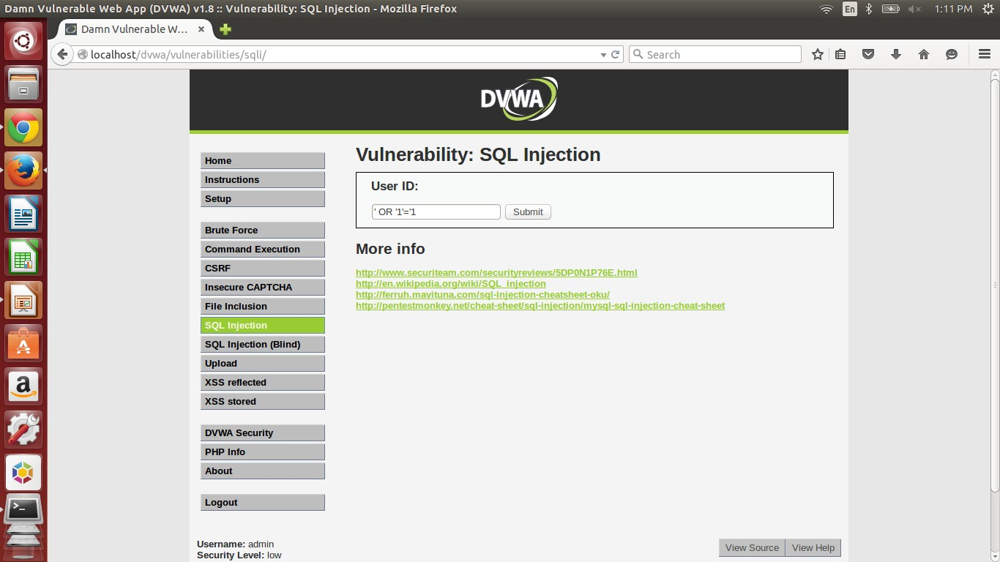 Damn Vulnerable Web App (DVWA) v1.8 :: Vulnerability: SQL Injection - Mozilla Firefox
En
1:11 PM
Damn Vulnerable W...
localhost/dvwa/vulnerabilities/sqli/
Search
DVWA
Home
Instructions
Setup
Brute Force
Command Execution
CSRF
Insecure CAPTCHA
File Inclusion
SQL Injection
SQL Injection (Blind)
Upload
XSS reflected
XSS stored
DVWA Security
PHP Info
About
Logout
Vulnerability: SQL Injection
User ID:
' OR '1'='1
Submit
More info
http://www.securiteam.com/securityreviews/5DP0N1P76E.html
http://en.wikipedia.org/wiki/SQL_injection
http://ferruh.mavituna.com/sql-injection-cheatsheet-oku/
http://pentestmonkey.net/cheat-sheet/sql-injection/mysql-sql-injection-cheat-sheet
Username: admin
Security Level: low
View Source
View Help